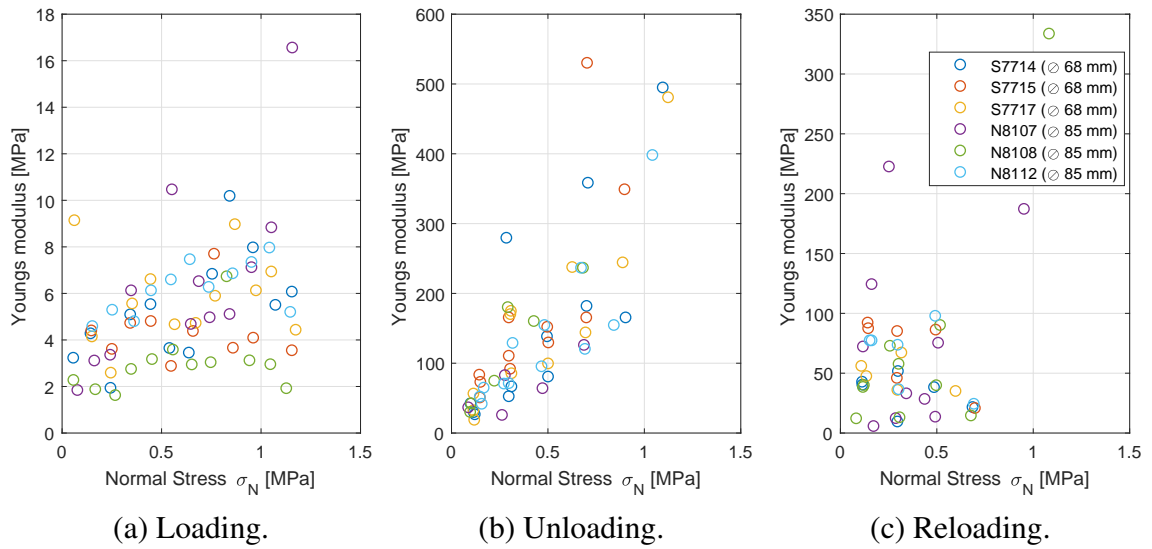 18
16
14
12
10
8
6
4
2
0
0
0.5
1
1.5
Youngs modulus [MPa]
Normal Stress σN [MPa]
(a) Loading.
600
500
400
300
200
100
0
0
0.5
1
1.5
Youngs modulus [MPa]
Normal Stress σN [MPa]
(b) Unloading.
350
300
250
200
150
100
50
0
0
0.5
1
1.5
Youngs modulus [MPa]
Normal Stress σN [MPa]
S7714 (∅ 68 mm)
S7715 (∅ 68 mm)
S7717 (∅ 68 mm)
N8107 (∅ 85 mm)
N8108 (∅ 85 mm)
N8112 (∅ 85 mm)
(c) Reloading.